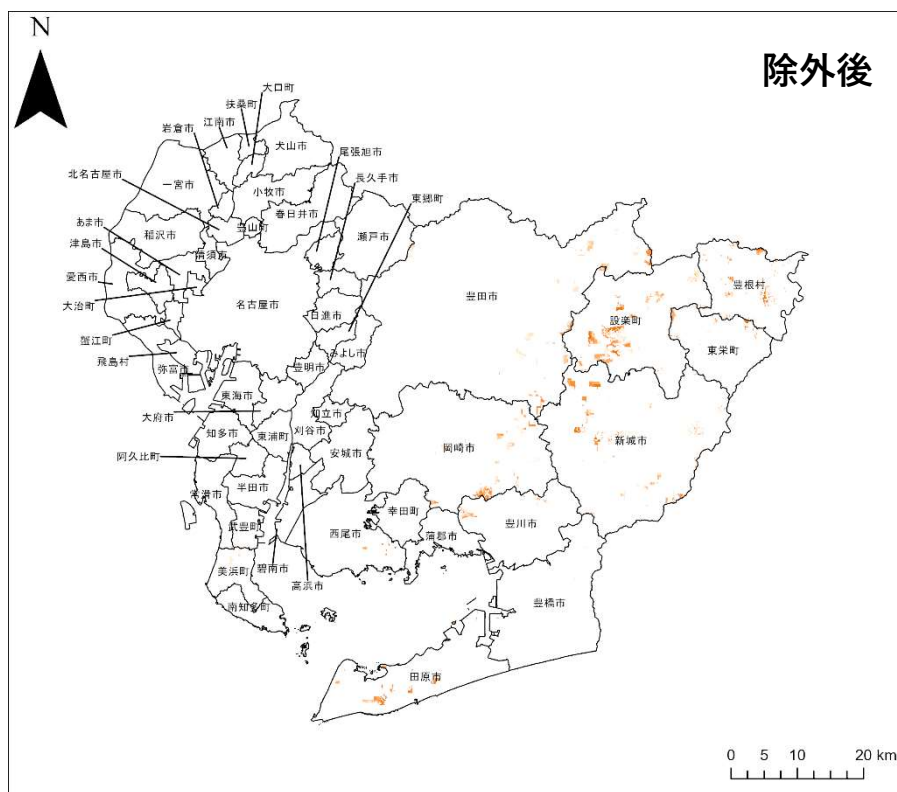 N
除外後
大口町
扶桑町
江南市
岩倉市
犬山市
尾張旭市
北名古屋市
一宮市
長久手市
小牧市
東郷町
春日井市
あま市
豊山町
稲沢市
瀬戸市
津島市
清須市
愛西市
豊根村
豊田市
名古屋市
大治町
設楽町
日進市
東栄町
蟹江町
みよし市
飛島村
弥富市
豊明市
東海市
大府市
知立市
知多市
東浦町
刈谷市
新城市
安城市
岡崎市
阿久比町
半田市
常滑市
幸田町
武豊町
西尾市
蒲郡市
豊川市
碧南市
美浜町
高浜市
南知多町
豊橋市
田原市
0 5 10 20 km